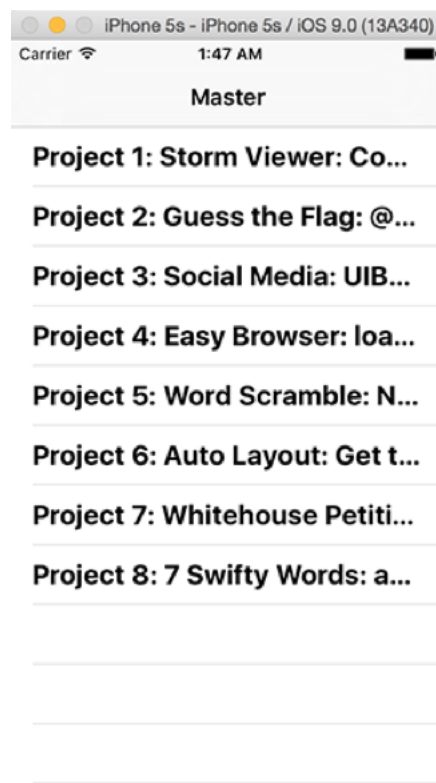 iPhone 5s - iPhone 5s / iOS 9.0 (13A340)
Carrier 1:47 AM
Master
Project 1: Storm Viewer: Co...
Project 2: Guess the Flag: @...
Project 3: Social Media: UIB...
Project 4: Easy Browser: loa...
Project 5: Word Scramble: N...
Project 6: Auto Layout: Get t...
Project 7: Whitehouse Petiti...
Project 8: 7 Swifty Words: a...